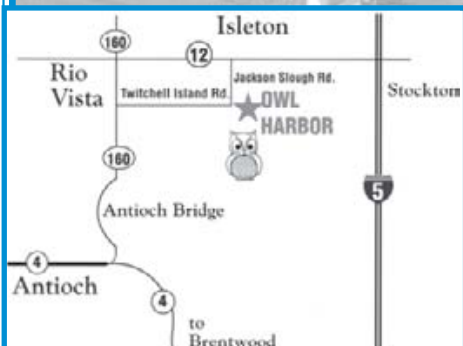 Isleton
160
12
Rio
Vista
Jackson Slough Rd.
Twitchell Island Rd.
OWL
HARBOR
Stockton
160
5
Antioch Bridge
4
Antioch
4
to
Brentwood